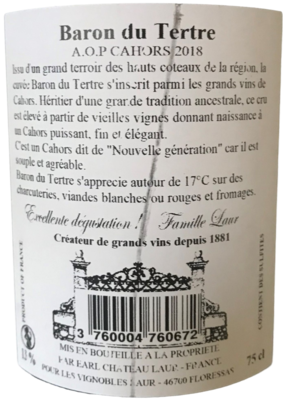 Baron du Tertre
A.O.P CAHORS 2018
Issu d'un grand terroir des hauts coteaux de la région, la
cuvée Baron du Tertre s'inscrit parmi les grands vins de
Cahors. Héritier d'une grande tradition ancestrale, ce cru
est élevé à partir de vieilles vignes donnant naissance à
un Cahors puissant, fin et élégant.
C'est un Cahors dit de "Nouvelle génération" car il est
souple et agréable.
Baron du Tertre s'apprecie autour de 17°C sur des
charcuteries, viandes blanches ou rouges et fromages.
Excellente dégustation ! Famille Laur
Créateur de grands vins depuis 1881
PRODUCT OF FRANCE
CONTIENT DES SULFITES
3 760004 760672
13%
75 cl
MIS EN BOUTEILLE A LA PROPRIETE
PAR EARL CHATEAU LAUR - FRANCE
POUR LES VIGNOBLES LAUR - 46700 FLORESSAS